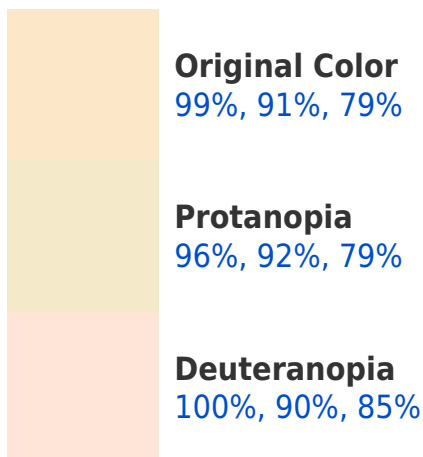 Original Color
99%, 91%, 79%
Protanopia
96%, 92%, 79%
Deuteranopia
100%, 90%, 85%